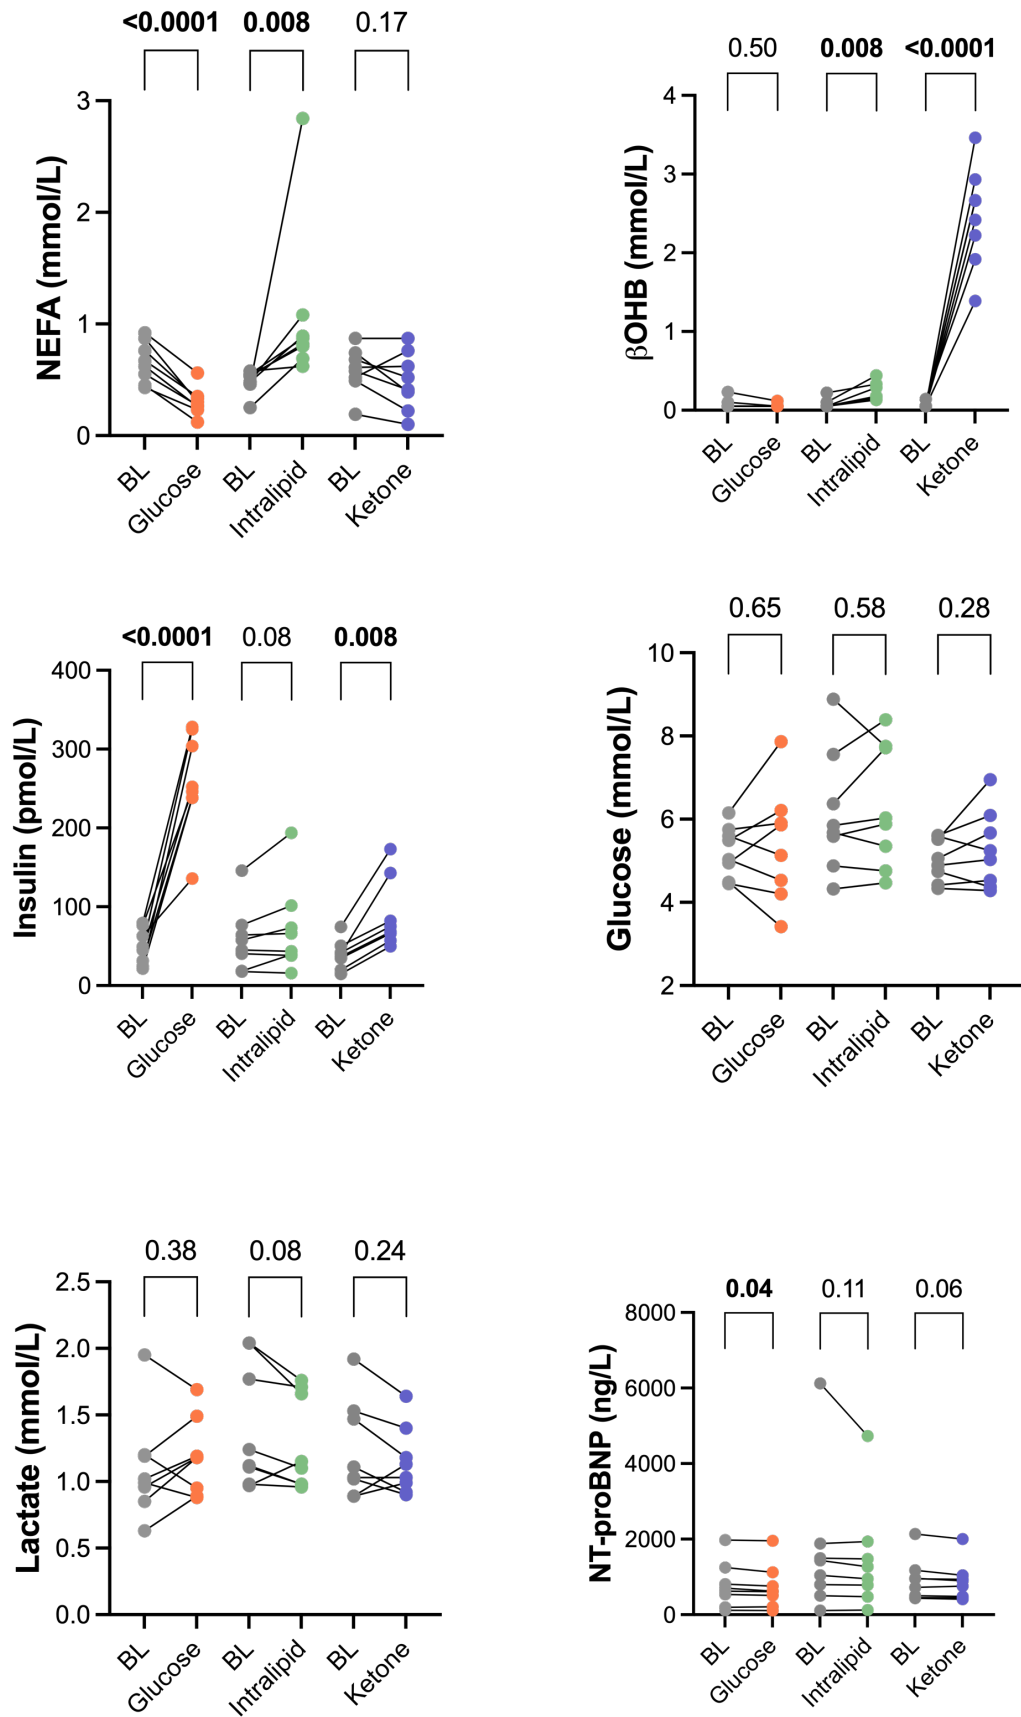 <0.0001 0.008 0.17
NEFA (mmol/L)
3
2
1
0
BL Glucose BL Intralipid BL Ketone
0.50 0.008 <0.0001
βOHB (mmol/L)
4
3
2
1
0
BL Glucose BL Intralipid BL Ketone
<0.0001 0.08 0.008
Insulin (pmol/L)
400
300
200
100
0
BL Glucose BL Intralipid BL Ketone
0.65 0.58 0.28
Glucose (mmol/L)
10
8
6
4
2
BL Glucose BL Intralipid BL Ketone
0.38 0.08 0.24
Lactate (mmol/L)
2.5
2.0
1.5
1.0
0.5
0.0
BL Glucose BL Intralipid BL Ketone
0.04 0.11 0.06
NT-proBNP (ng/L)
8000
6000
4000
2000
0
BL Glucose BL Intralipid BL Ketone